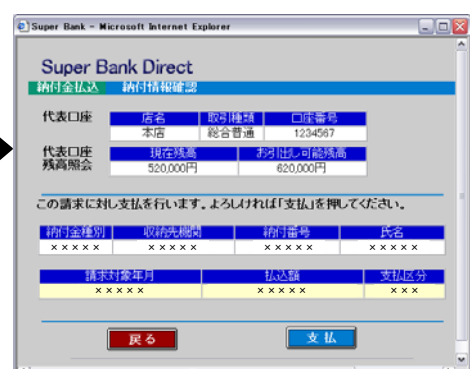 Super Bank - Microsoft Internet Explorer
Super Bank Direct
納付金払込 納付情報確認
代表口座 店名 取引種類 口座番号
本店 総合普通 1234567
代表口座 現在残高 お引出し可能残高
残高照会 520,000円 620,000円
この請求に対し支払を行います。よろしければ「支払」を押してください。
納付金種別 収納先機関 納付番号 氏名
××××× ××××× ××××× ×××××
請求対象年月 払込額 支払区分
××××× ××××× ×××
戻る 支払